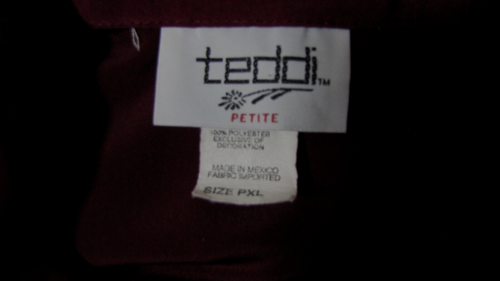 teddi™
PETITE
100% POLYESTER
EXCLUSIVE OF
DECORATION
MADE IN MEXICO
FABRIC IMPORTED
SIZE PXL